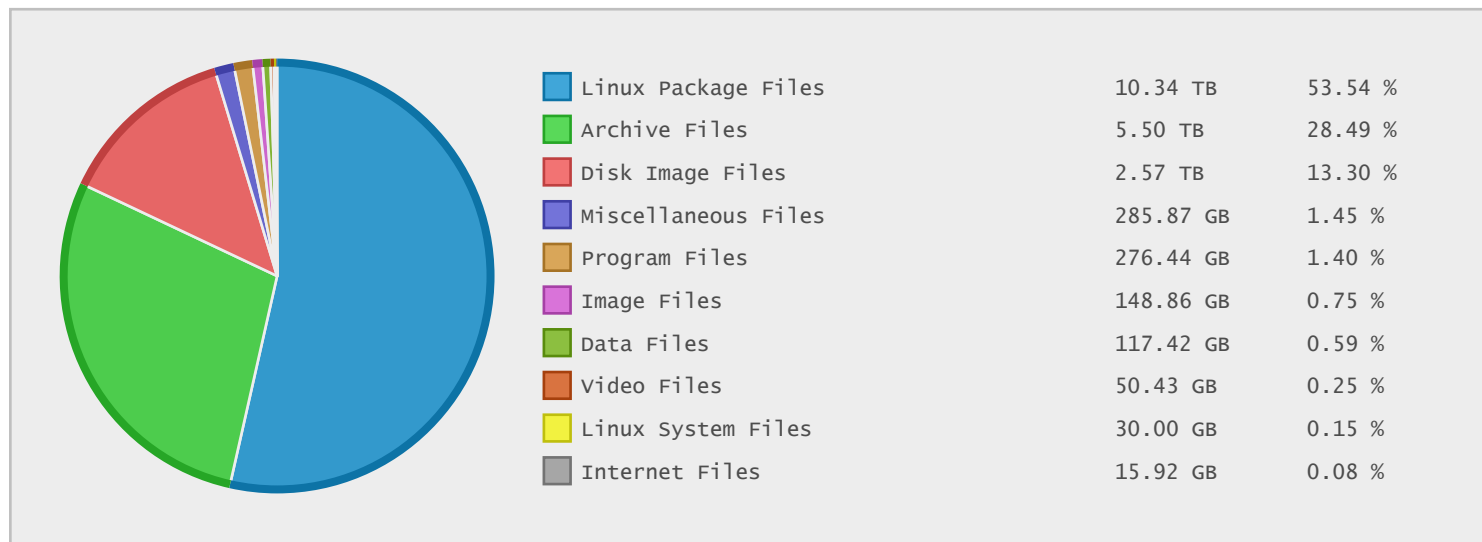 Linux Package Files 10.34 TB 53.54 %
Archive Files 5.50 TB 28.49 %
Disk Image Files 2.57 TB 13.30 %
Miscellaneous Files 285.87 GB 1.45 %
Program Files 276.44 GB 1.40 %
Image Files 148.86 GB 0.75 %
Data Files 117.42 GB 0.59 %
Video Files 50.43 GB 0.25 %
Linux System Files 30.00 GB 0.15 %
Internet Files 15.92 GB 0.08 %